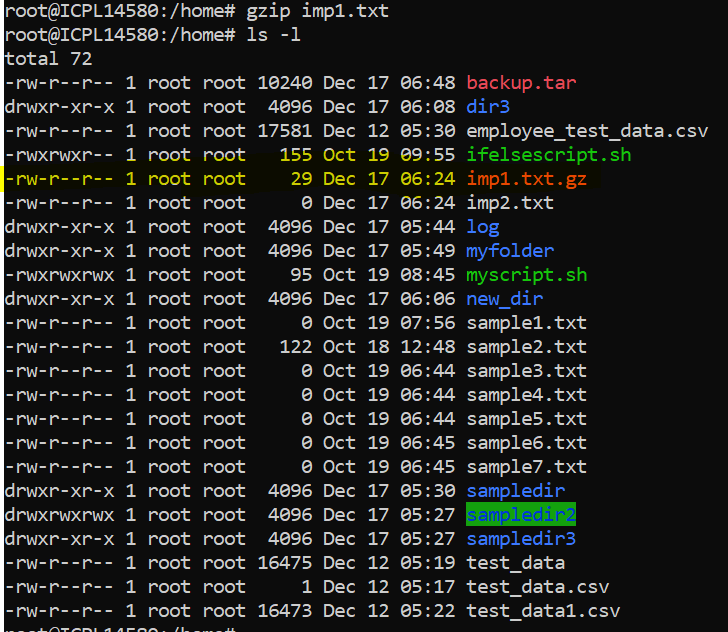 root@ICPL14580:/home# gzip imp1.txt
root@ICPL14580:/home# ls -l
total 72
-rw-r--r-- 1 root root 10240 Dec 17 06:48 backup.tar
drwxr-xr-x 1 root root  4096 Dec 17 06:08 dir3
-rw-r--r-- 1 root root 17581 Dec 12 05:30 employee_test_data.csv
-rwxrwxr-- 1 root root   155 Oct 19 09:55 ifelsescript.sh
-rw-r--r-- 1 root root    29 Dec 17 06:24 imp1.txt.gz
-rw-r--r-- 1 root root     0 Dec 17 06:24 imp2.txt
drwxr-xr-x 1 root root  4096 Dec 17 05:44 log
drwxr-xr-x 1 root root  4096 Dec 17 05:49 myfolder
-rwxrwxrwx 1 root root    95 Oct 19 08:45 myscript.sh
drwxr-xr-x 1 root root  4096 Dec 17 06:06 new_dir
-rw-r--r-- 1 root root     0 Oct 19 07:56 sample1.txt
-rw-r--r-- 1 root root   122 Oct 18 12:48 sample2.txt
-rw-r--r-- 1 root root     0 Oct 19 06:44 sample3.txt
-rw-r--r-- 1 root root     0 Oct 19 06:44 sample4.txt
-rw-r--r-- 1 root root     0 Oct 19 06:44 sample5.txt
-rw-r--r-- 1 root root     0 Oct 19 06:45 sample6.txt
-rw-r--r-- 1 root root     0 Oct 19 06:45 sample7.txt
drwxr-xr-x 1 root root  4096 Dec 17 05:30 sampledir
drwxrwxrwx 1 root root  4096 Dec 17 05:27 sampledir2
drwxr-xr-x 1 root root  4096 Dec 17 05:27 sampledir3
-rw-r--r-- 1 root root 16475 Dec 12 05:19 test_data
-rw-r--r-- 1 root root     1 Dec 12 05:17 test_data.csv
-rw-r--r-- 1 root root 16473 Dec 12 05:22 test_data1.csv
root@ICPL14580:/home#